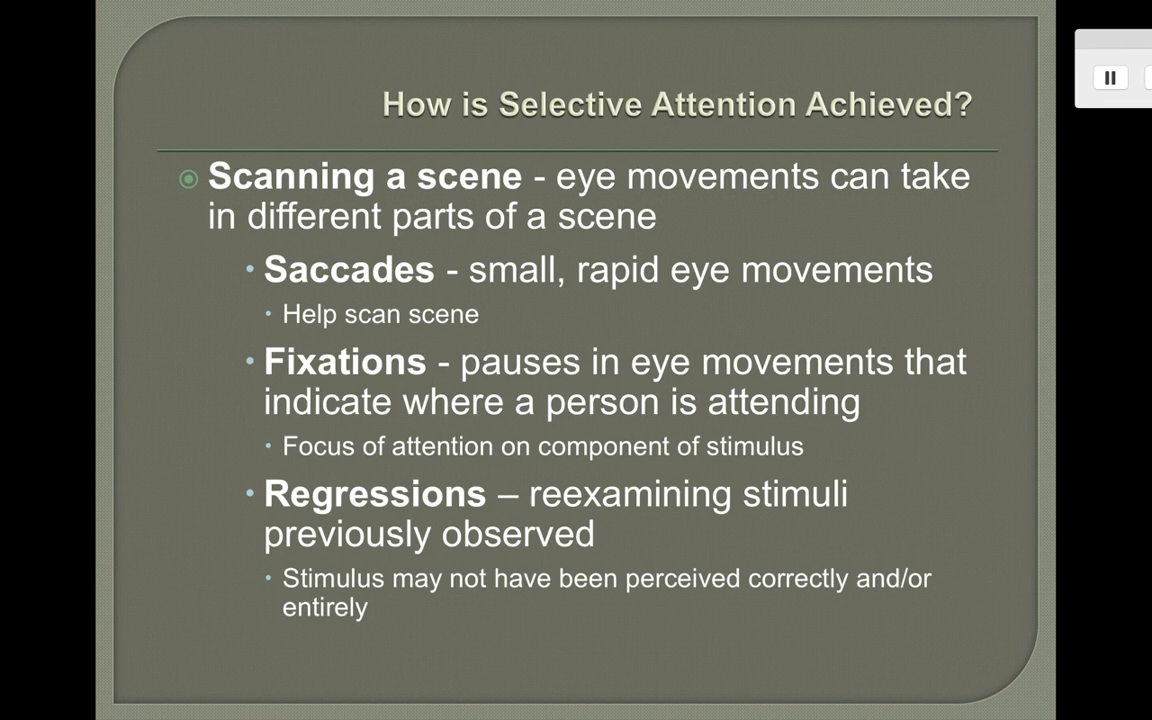 How is Selective Attention Achieved?
Scanning a scene - eye movements can take
in different parts of a scene
Saccades - small, rapid eye movements
Help scan scene
Fixations - pauses in eye movements that
indicate where a person is attending
Focus of attention on component of stimulus
Regressions – reexamining stimuli
previously observed
Stimulus may not have been perceived correctly and/or
entirely